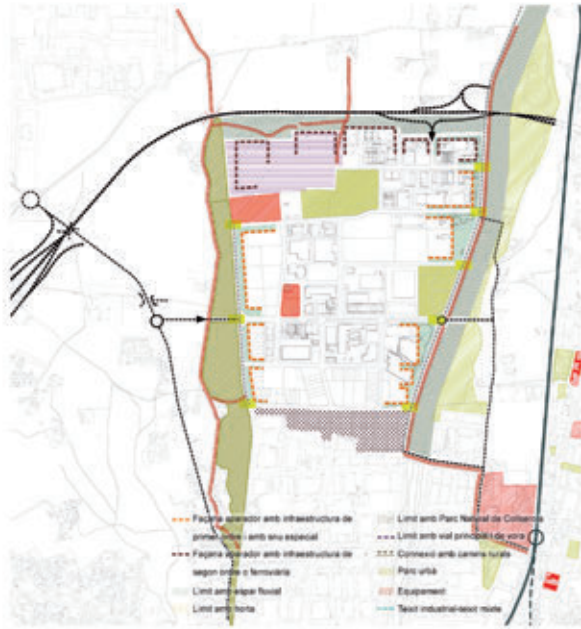 Façana aparador amb infraestructura de
primer ordre i amb snu especial
Façana aparador amb infraestructura de
segon ordre o ferroviària
Límit amb espai fluvial
Límit amb horta
Límit amb Parc Natural de Collserola
Límit amb vial principal i de vora
Connexió amb camins rurals
Parc urbà
Equipament
Teixit industrial-teixit mixte